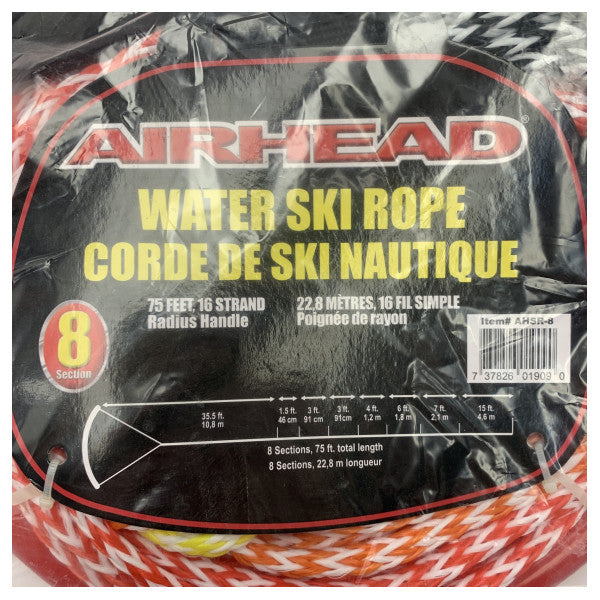 AIRHEAD®
WATER SKI ROPE
CORDE DE SKI NAUTIQUE
75 FEET, 16 STRAND
Radius Handle
22.8 MÈTRES, 16 FIL SIMPLE
Poignée de rayon
8
Section
Item# AHSR-8
7 37826 01909 0
35.5 ft. 1.5 ft. 3 ft. 3 ft. 4 ft. 6 ft. 7 ft. 15 ft.
10,8 m 46 cm 91 cm 91cm 1,2 m 1.8 m 2,1 m 4.6 m
8 Sections, 75 ft. total length
8 Sections, 22,8 m longueur